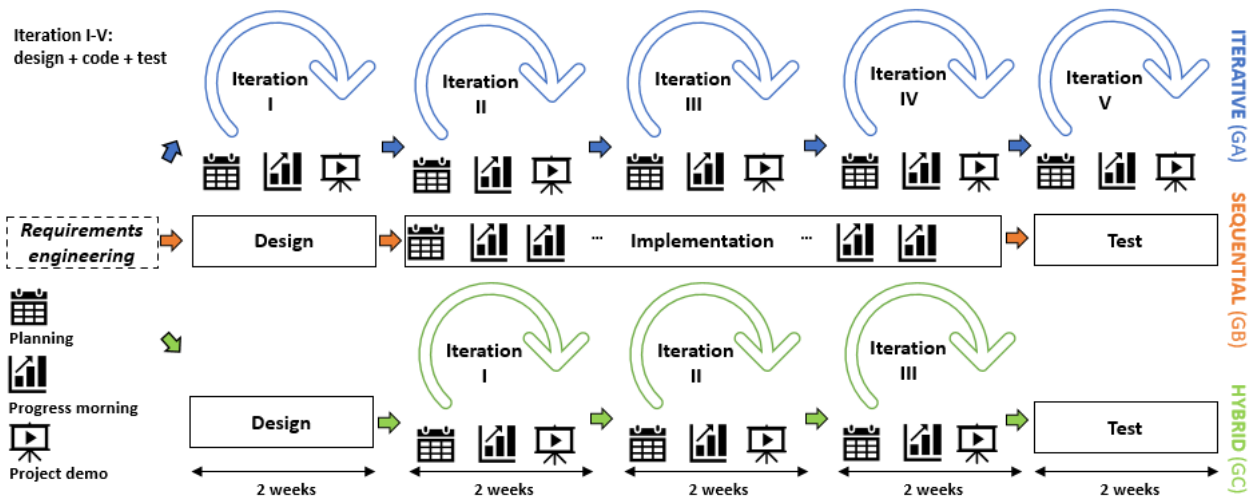 Iteration I-V:
design + code + test
Iteration
I
Iteration
II
Iteration
III
Iteration
IV
Iteration
V
ITERATIVE (GA)
Requirements
engineering
Design
... Implementation ...
Test
SEQUENTIAL (GB)
Planning
Progress morning
Project demo
Iteration
I
Iteration
II
Iteration
III
Design
Test
HYBRID (GC)
2 weeks
2 weeks
2 weeks
2 weeks
2 weeks